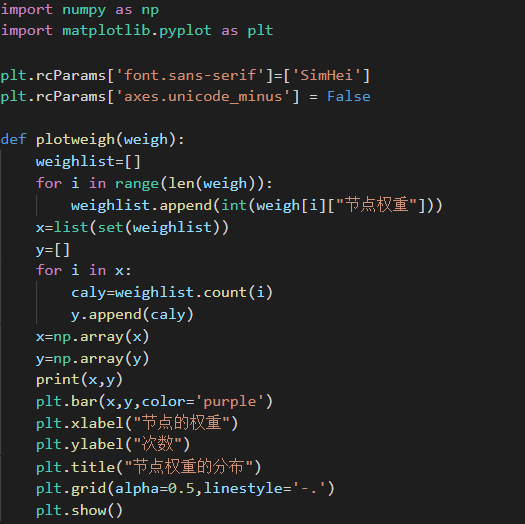 import numpy as np
import matplotlib.pyplot as plt
plt.rcParams['font.sans-serif']=['SimHei']
plt.rcParams['axes.unicode_minus'] = False
def plotweigh(weigh):
    weighlist=[]
    for i in range(len(weigh)):
        weighlist.append(int(weigh[i]["节点权重"]))
    x=list(set(weighlist))
    y=[]
    for i in x:
        caly=weighlist.count(i)
        y.append(caly)
    x=np.array(x)
    y=np.array(y)
    print(x,y)
    plt.bar(x,y,color='purple')
    plt.xlabel("节点的权重")
    plt.ylabel("次数")
    plt.title("节点权重的分布")
    plt.grid(alpha=0.5,linestyle='-.')
    plt.show()